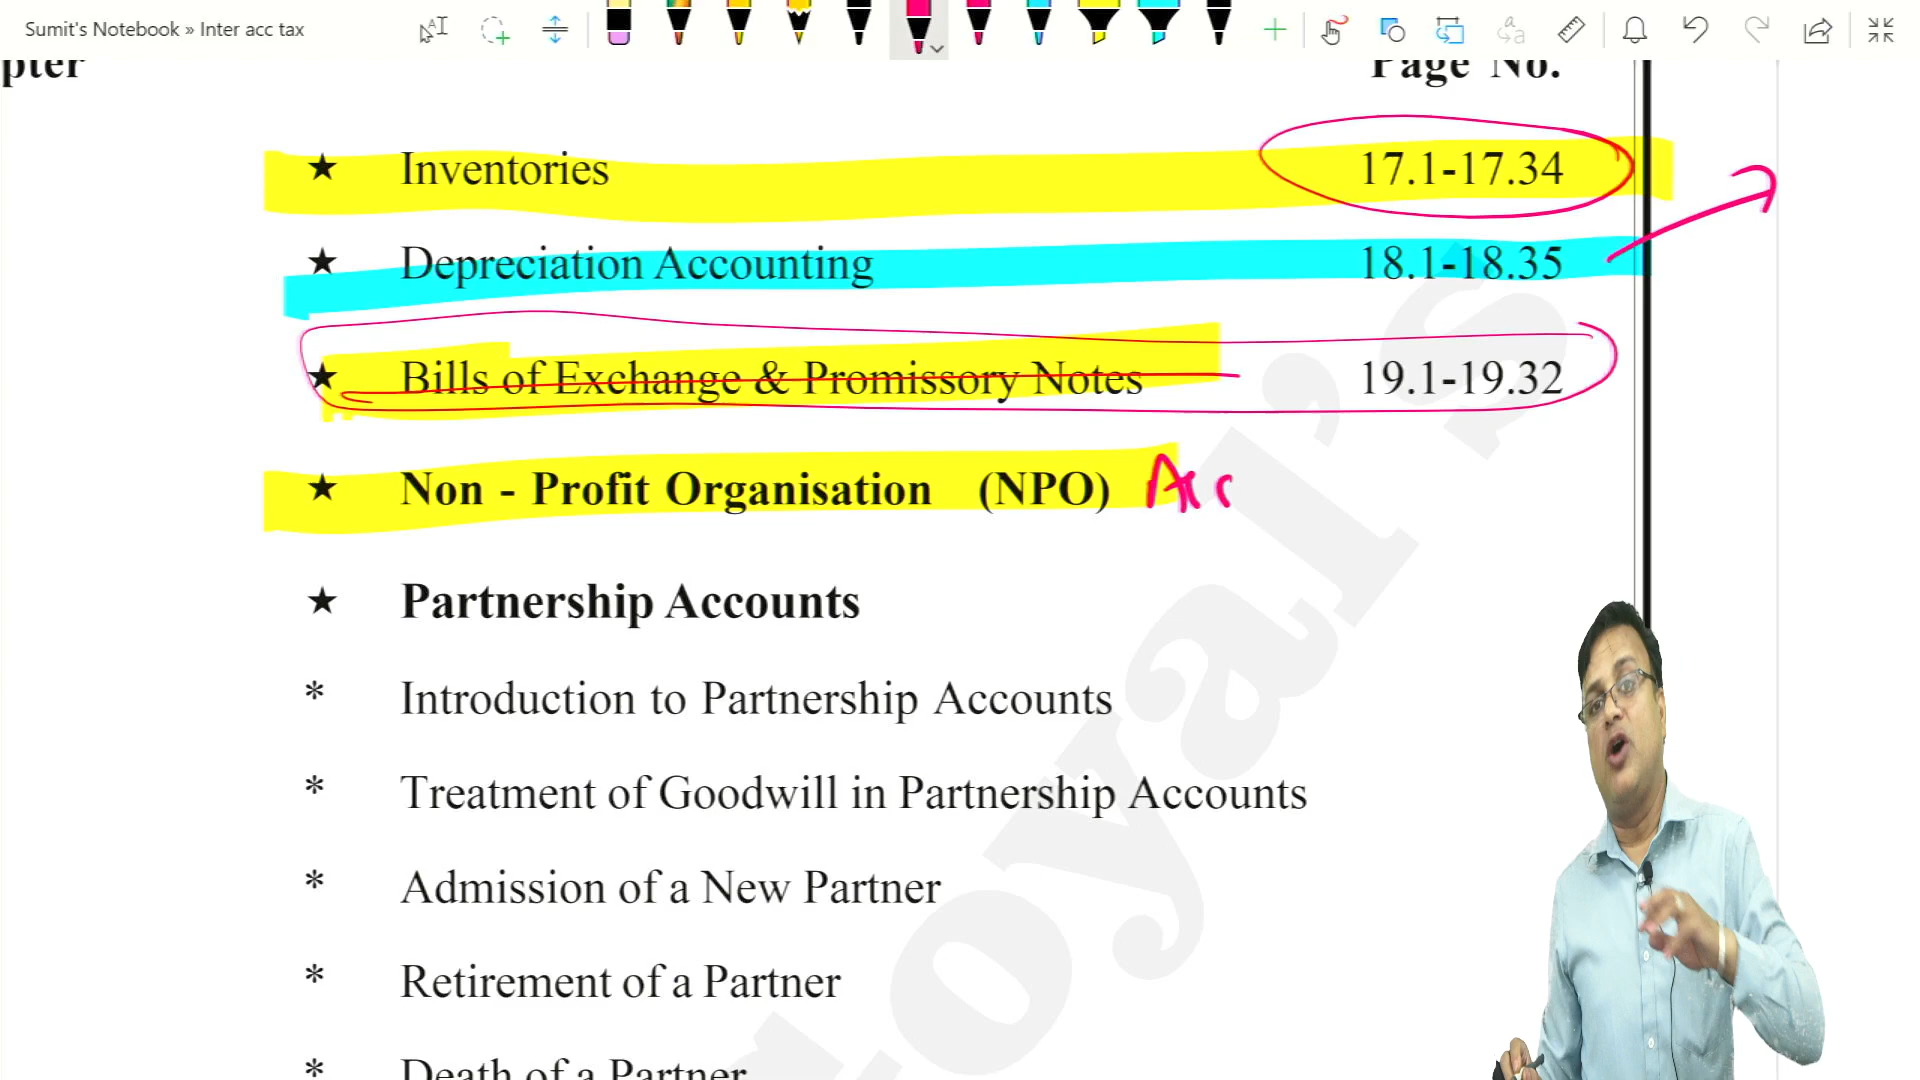 Sumit's Notebook » Inter acc tax
pter Page No.
★ Inventories 17.1-17.34
★ Depreciation Accounting 18.1-18.35
★ Bills of Exchange & Promissory Notes 19.1-19.32
★ Non - Profit Organisation (NPO) Acc
★ Partnership Accounts
* Introduction to Partnership Accounts
* Treatment of Goodwill in Partnership Accounts
* Admission of a New Partner
* Retirement of a Partner
* Death of a Partner
Goyal's